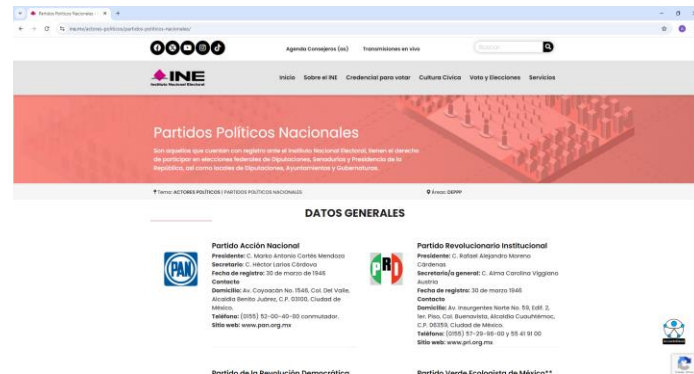 Partidos Políticos Nacionales -
ine.mx/actores-politicos/partidos-politicos-nacionales/
Agenda Consejeros (as)
Transmisiones en vivo
Buscar
INE
Instituto Nacional Electoral
Inicio
Sobre el INE
Credencial para votar
Cultura Cívica
Voto y Elecciones
Servicios
Partidos Políticos Nacionales
Son aquellos que cuentan con registro ante el Instituto Nacional Electoral, tienen el derecho
de participar en elecciones federales de Diputaciones, Senadurías y Presidencia de la
República, así como locales de Diputaciones, Ayuntamientos y Gubernaturas.
Tema: ACTORES POLÍTICOS / PARTIDOS POLÍTICOS NACIONALES
Áreas: DEPPP
DATOS GENERALES
PAN
Partido Acción Nacional
Presidente: C. Marko Antonio Cortés Mendoza
Secretario: C. Héctor Larios Córdova
Fecha de registro: 30 de marzo de 1946
Contacto
Domicilio: Av. Coyoacán No. 1546, Col. Del Valle,
Alcaldía Benito Juárez, C.P. 03100, Ciudad de
México.
Teléfono: (0155) 52-00-40-00 conmutador.
Sitio web: www.pan.org.mx
PRI
Partido Revolucionario Institucional
Presidente: C. Rafael Alejandro Moreno
Cárdenas
Secretario/a general: C. Alma Carolina Viggiano
Austria
Fecha de registro: 30 de marzo 1946
Contacto
Domicilio: Av. Insurgentes Norte No. 59, Edif. 2,
1er. Piso, Col. Buenavista, Alcaldía Cuauhtémoc,
C.P. 06359, Ciudad de México.
Teléfono: (0155) 57-29-96-00 y 55 41 91 00
Sitio web: www.pri.org.mx
Partido de la Revolución Democrática
Partido Verde Ecologista de México**